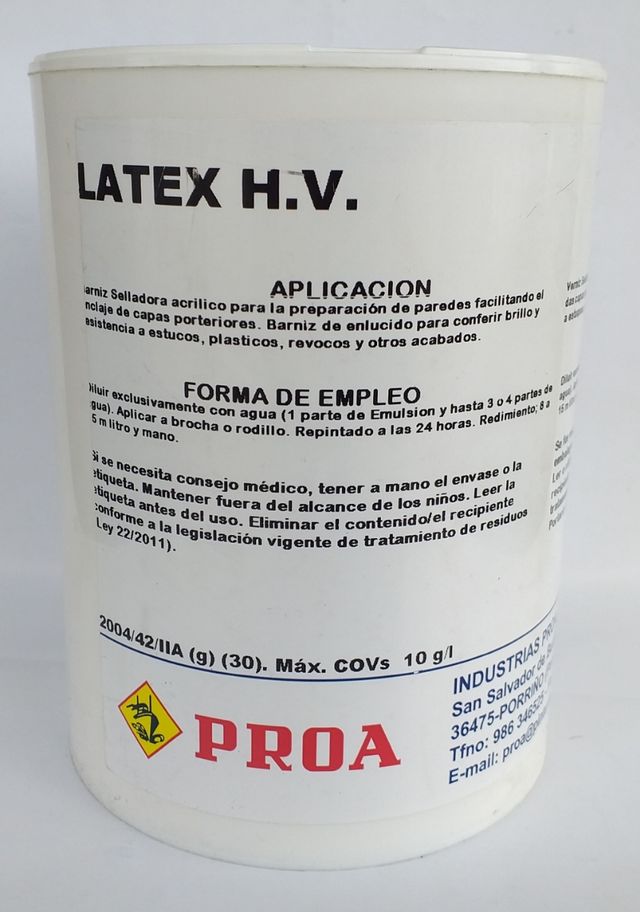 LATEX H.V.
APLICACION
arniz Selladora acrilico para la preparación de paredes facilitando el
nclaje de capas porteriores. Barniz de enlucido para conferir brillo y
esistencia a estucos, plasticos, revocos y otros acabados.
FORMA DE EMPLEO
iluir exclusivamente con agua (1 parte de Emulsion y hasta 3 o 4 partes de
gua). Aplicar a brocha o rodillo. Repintado a las 24 horas. Redimiento; 8 a
5 m litro y mano.
Si se necesita consejo médico, tener a mano el envase o la
etiqueta. Mantener fuera del alcance de los niños. Leer la
etiqueta antes del uso. Eliminar el contenido/el recipiente
conforme a la legislación vigente de tratamiento de residuos
Ley 22/2011).
2004/42/IIA (g) (30). Máx. COVs 10 g/l
PROA
INDUSTRIAS PRO
San Salvador de
36475-PORRIÑO
Tfno: 986 34652
E-mail: proa@